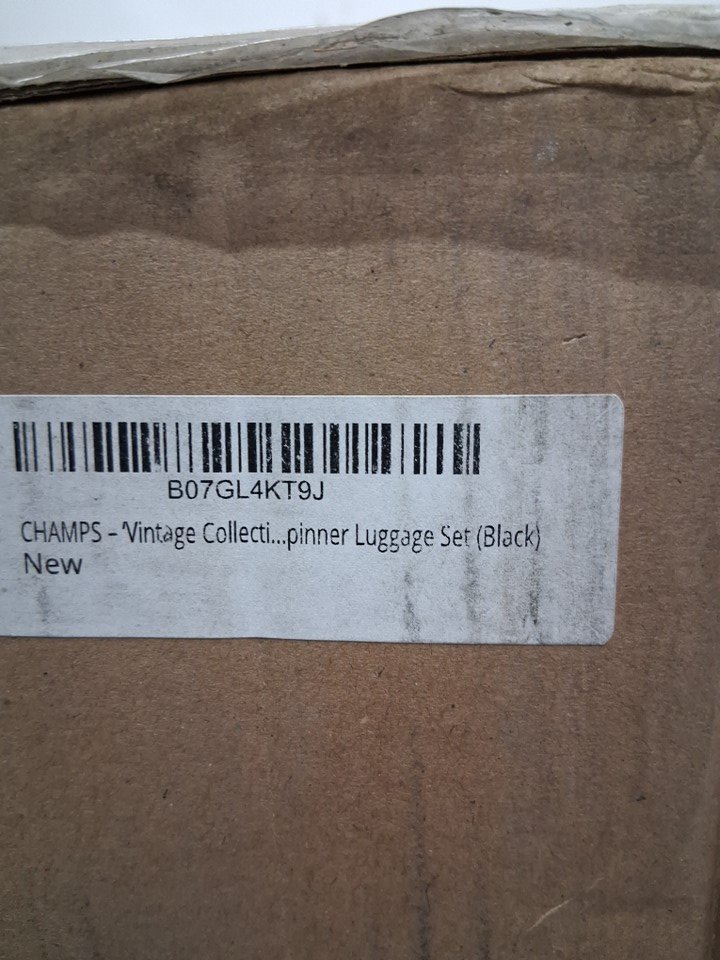 B07GL4KT9J
CHAMPS - 'Vintage Collecti...pinner Luggage Set (Black)
New